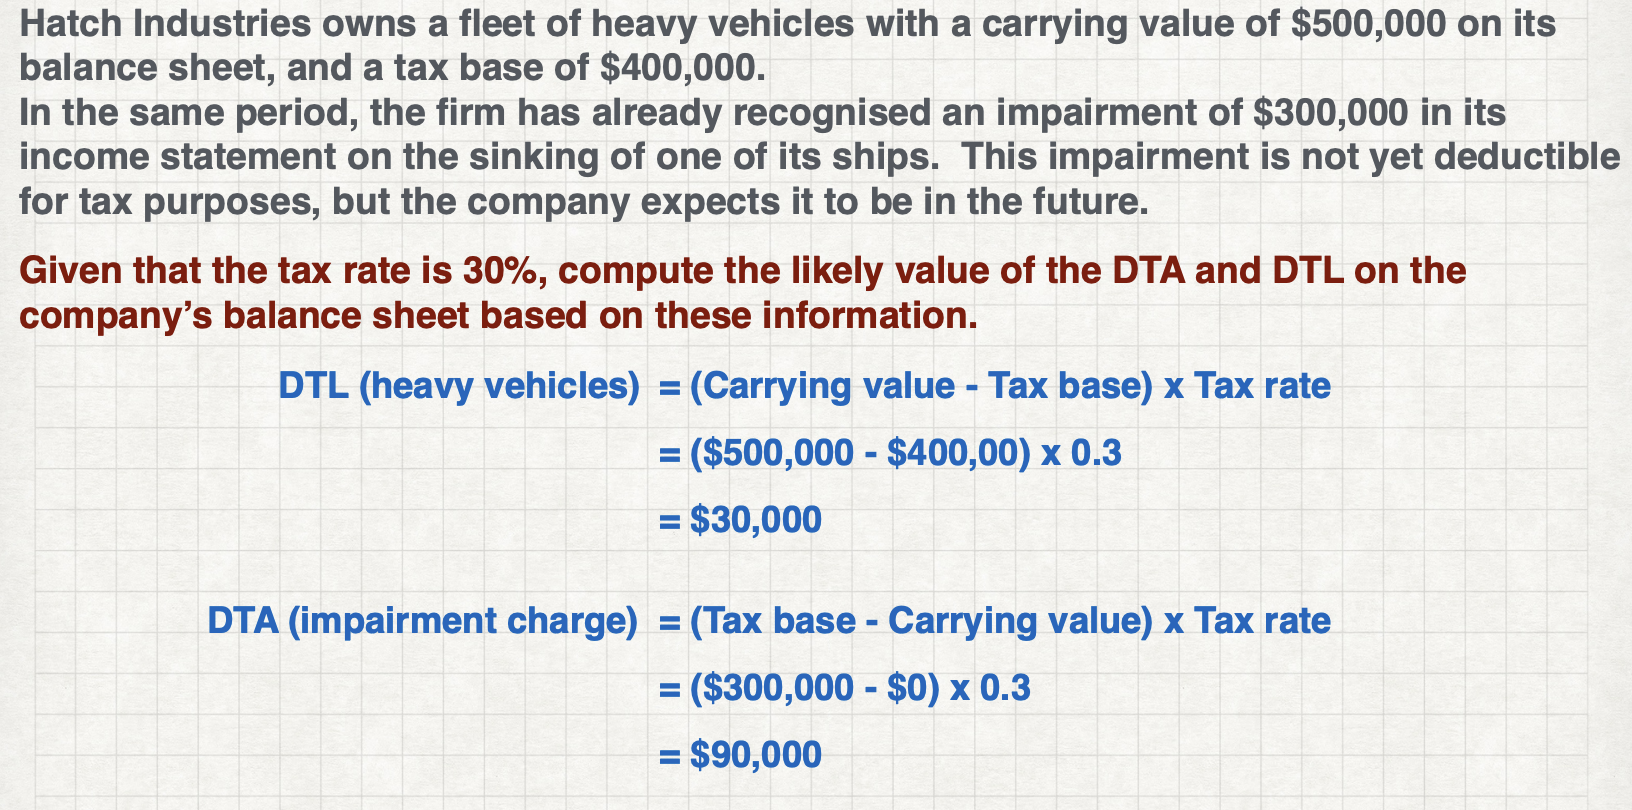 Hatch Industries owns a fleet of heavy vehicles with a carrying value of $500,000 on its
balance sheet, and a tax base of $400,000.
In the same period, the firm has already recognised an impairment of $300,000 in its
income statement on the sinking of one of its ships.  This impairment is not yet deductible
for tax purposes, but the company expects it to be in the future.
Given that the tax rate is 30%, compute the likely value of the DTA and DTL on the
company’s balance sheet based on these information.
DTL (heavy vehicles) = (Carrying value - Tax base) x Tax rate
= ($500,000 - $400,00) x 0.3
= $30,000
DTA (impairment charge) = (Tax base - Carrying value) x Tax rate
= ($300,000 - $0) x 0.3
= $90,000